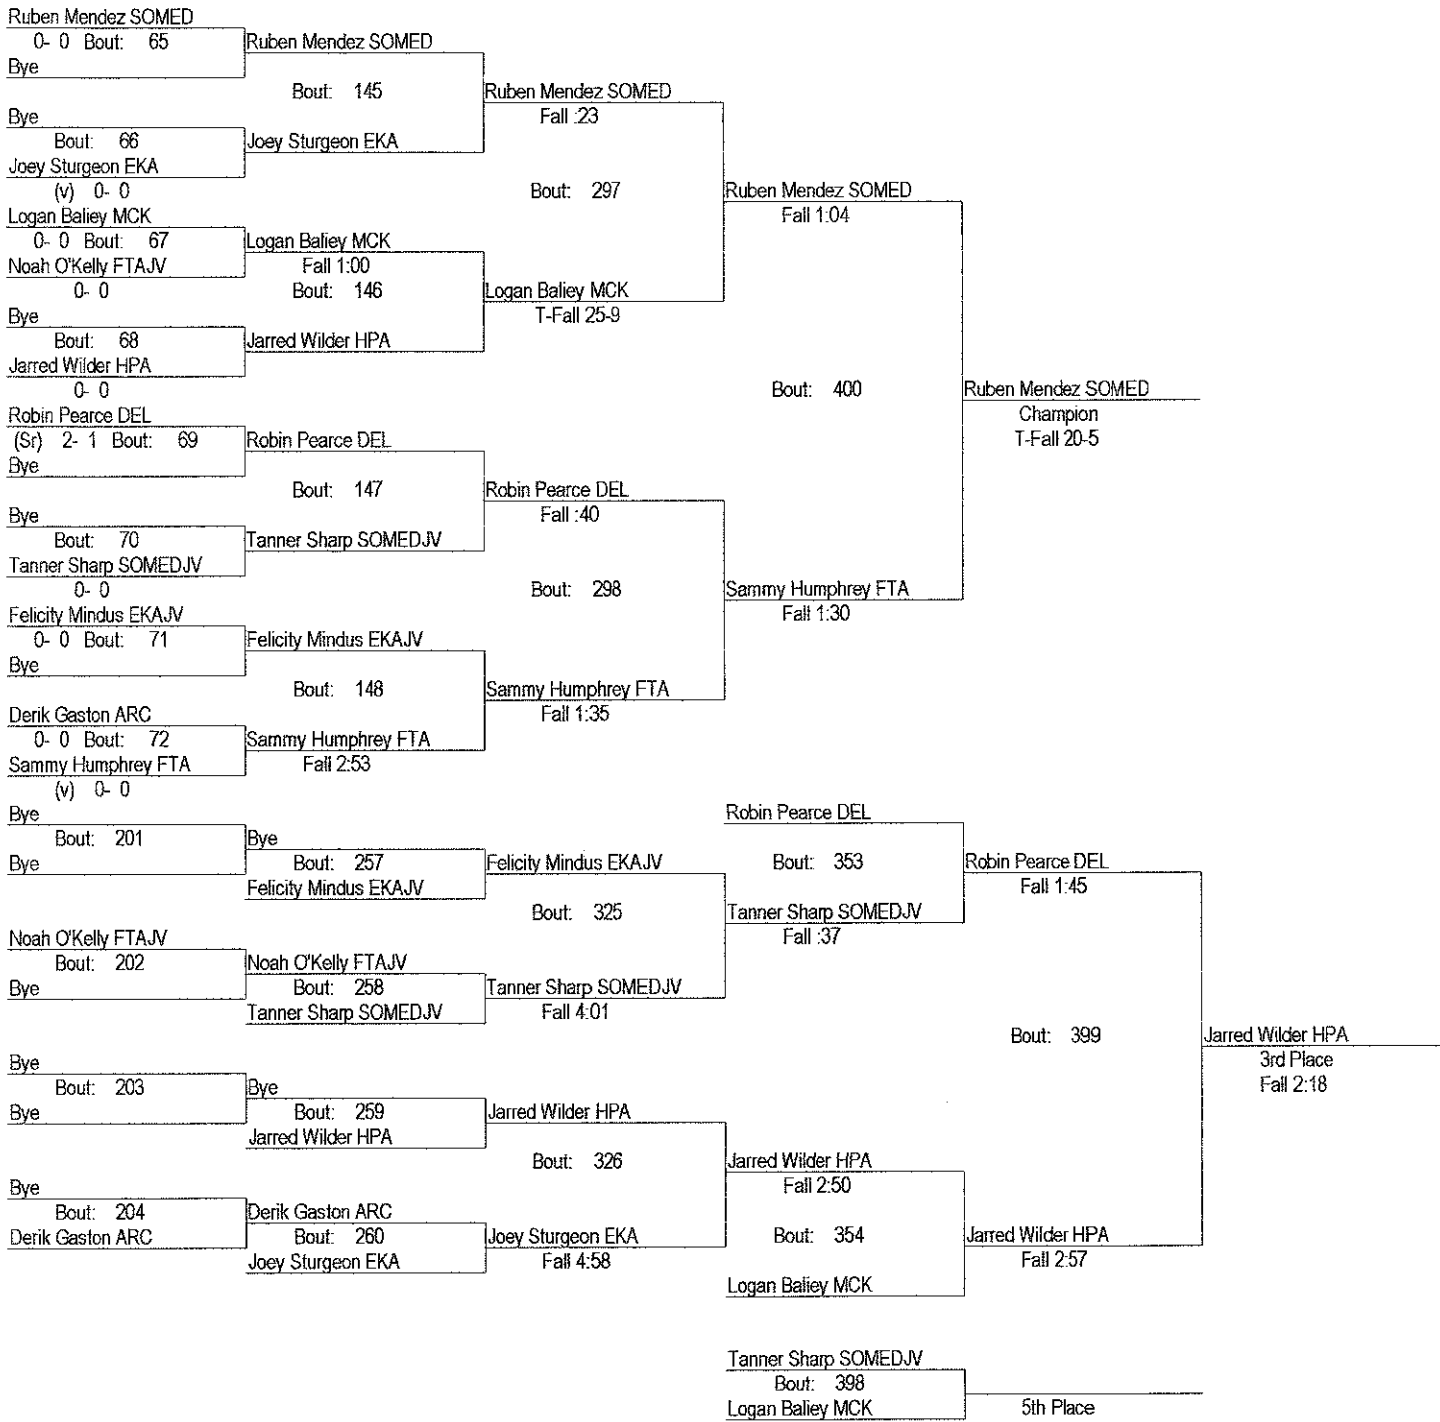 Ruben Mendez SOMED
0- 0 Bout: 65
Bye
Bye
Bout: 66
Joey Sturgeon EKA
(v) 0- 0
Logan Baliey MCK
0- 0 Bout: 67
Noah O'Kelly FTAJV
0- 0
Bye
Bout: 68
Jarred Wilder HPA
0- 0
Robin Pearce DEL
(Sr) 2- 1 Bout: 69
Bye
Bye
Bout: 70
Tanner Sharp SOMEDJV
0- 0
Felicity Mindus EKAJV
0- 0 Bout: 71
Bye
Derik Gaston ARC
0- 0 Bout: 72
Sammy Humphrey FTA
(v) 0- 0
Ruben Mendez SOMED
Bout: 145
Joey Sturgeon EKA
Logan Baliey MCK
Fall 1:00
Bout: 146
Jarred Wilder HPA
Robin Pearce DEL
Bout: 147
Tanner Sharp SOMEDJV
Felicity Mindus EKAJV
Bout: 148
Sammy Humphrey FTA
Fall 2:53
Ruben Mendez SOMED
Fall :23
Bout: 297
Logan Baliey MCK
T-Fall 25-9
Robin Pearce DEL
Fall :40
Bout: 298
Sammy Humphrey FTA
Fall 1:35
Ruben Mendez SOMED
Fall 1:04
Bout: 400
Sammy Humphrey FTA
Fall 1:30
Ruben Mendez SOMED
Champion
T-Fall 20-5
Bye
Bout: 201
Bye
Noah O'Kelly FTAJV
Bout: 202
Bye
Bye
Bout: 203
Bye
Bye
Bout: 204
Derik Gaston ARC
Bye
Bout: 257
Felicity Mindus EKAJV
Noah O'Kelly FTAJV
Bout: 258
Tanner Sharp SOMEDJV
Bye
Bout: 259
Jarred Wilder HPA
Derik Gaston ARC
Bout: 260
Joey Sturgeon EKA
Felicity Mindus EKAJV
Bout: 325
Tanner Sharp SOMEDJV
Fall 4:01
Jarred Wilder HPA
Bout: 326
Joey Sturgeon EKA
Fall 4:58
Robin Pearce DEL
Bout: 353
Tanner Sharp SOMEDJV
Fall :37
Jarred Wilder HPA
Fall 2:50
Bout: 354
Logan Baliey MCK
Robin Pearce DEL
Fall 1:45
Bout: 399
Jarred Wilder HPA
Fall 2:57
Jarred Wilder HPA
3rd Place
Fall 2:18
Tanner Sharp SOMEDJV
Bout: 398
Logan Baliey MCK
5th Place